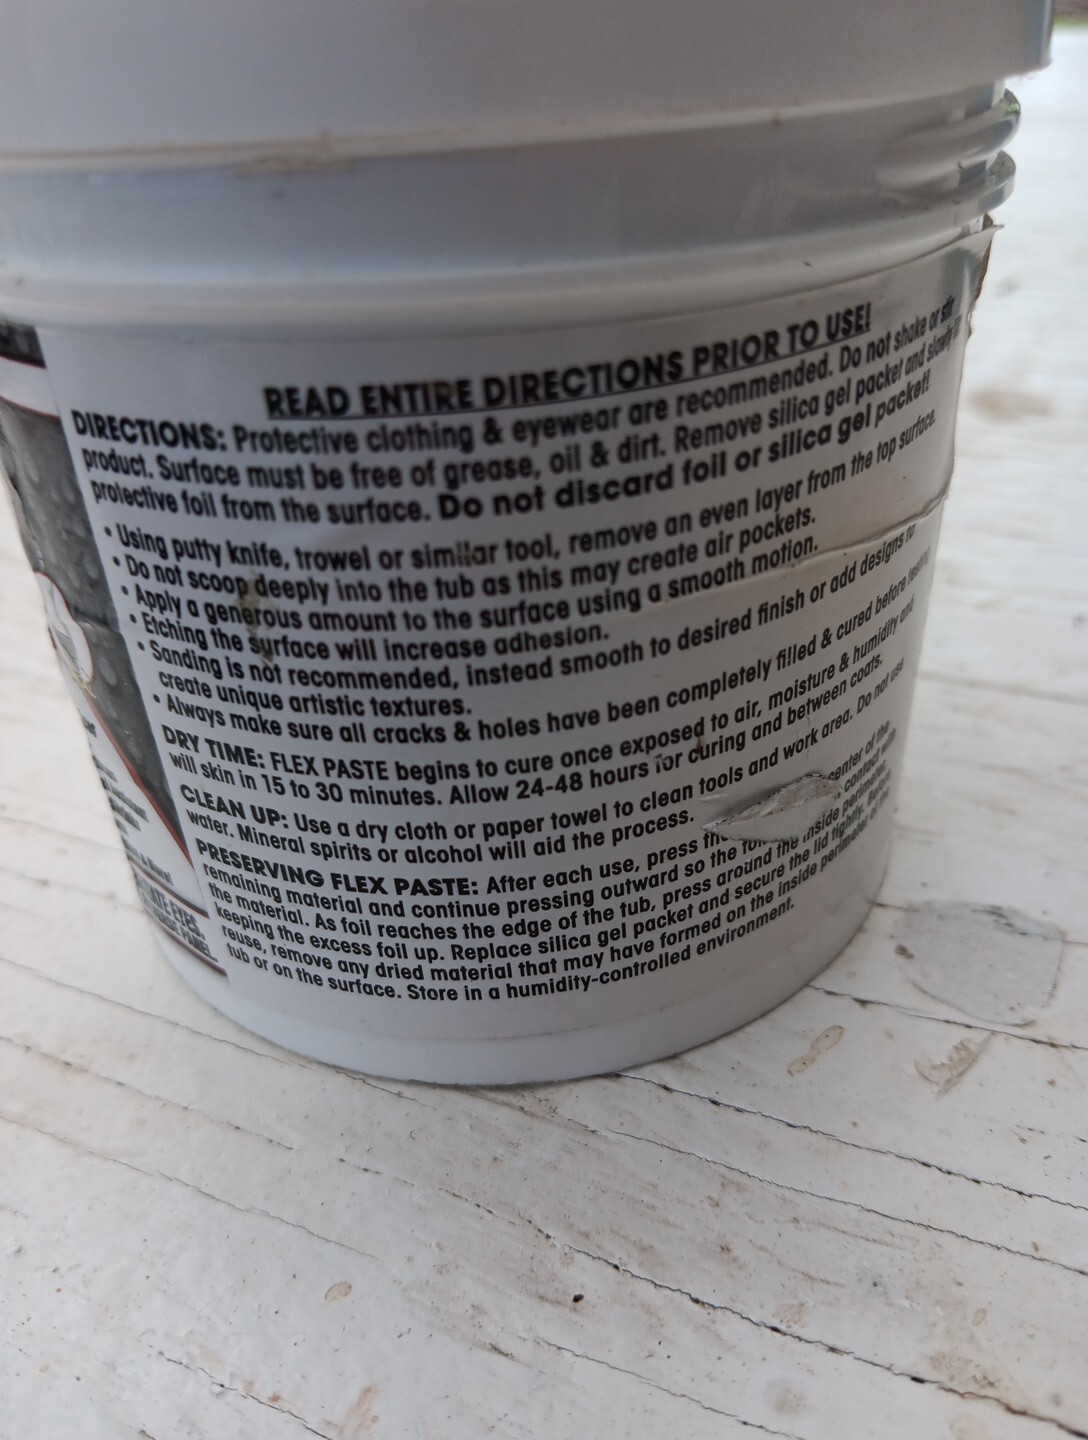 READ ENTIRE DIRECTIONS PRIOR TO USE!
DIRECTIONS: Protective clothing & eyewear are recommended. Do not shake or stir
product. Surface must be free of grease, oil & dirt. Remove silica gel packet and slowly
protective foil from the surface. Do not discard foil or silica gel packet!
• Using putty knife, trowel or similar tool, remove an even layer from the top surface.
• Do not scoop deeply into the tub as this may create air pockets.
• Apply a generous amount to the surface using a smooth motion.
• Etching the surface will increase adhesion.
• Sanding is not recommended, instead smooth to desired finish or add designs to
create unique artistic textures.
• Always make sure all cracks & holes have been completely filled & cured before testing
DRY TIME: FLEX PASTE begins to cure once exposed to air, moisture & humidity and
will skin in 15 to 30 minutes. Allow 24-48 hours for curing and between coats.
CLEAN UP: Use a dry cloth or paper towel to clean tools and work area. Do not use
water. Mineral spirits or alcohol will aid the process.
PRESERVING FLEX PASTE: After each use, press center of the
remaining material and continue pressing outward so the contact with
the material. As foil reaches the edge of the tub, press around the inside perimeter
keeping the excess foil up. Replace silica gel packet and secure the lid tightly. Before
reuse, remove any dried material that may have formed on the inside perimeter of the
tub or on the surface. Store in a humidity-controlled environment.
EYES.
PANEL.